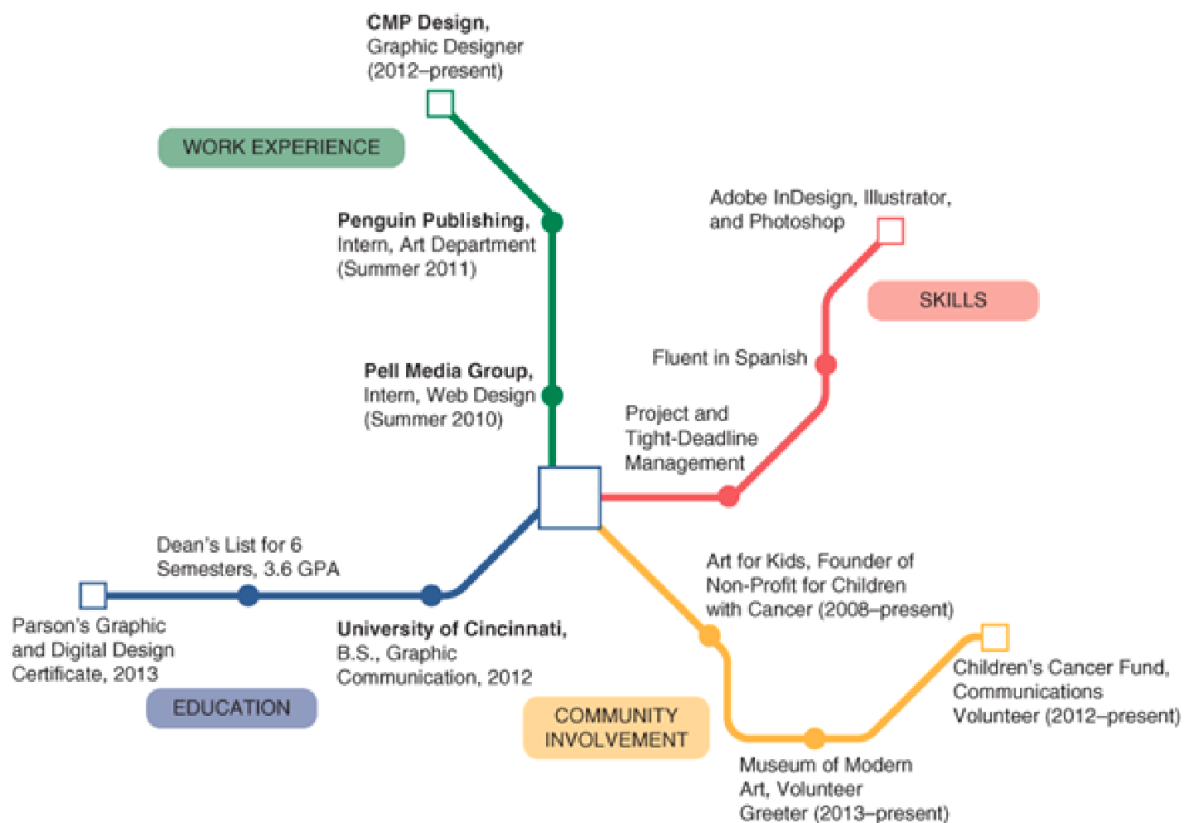 CMP Design,
Graphic Designer
(2012–present)
WORK EXPERIENCE
Penguin Publishing,
Intern, Art Department
(Summer 2011)
Pell Media Group,
Intern, Web Design
(Summer 2010)
Adobe InDesign, Illustrator,
and Photoshop
SKILLS
Fluent in Spanish
Project and
Tight-Deadline
Management
Dean’s List for 6
Semesters, 3.6 GPA
Parson’s Graphic
and Digital Design
Certificate, 2013
University of Cincinnati,
B.S., Graphic
Communication, 2012
EDUCATION
Art for Kids, Founder of
Non-Profit for Children
with Cancer (2008–present)
Children’s Cancer Fund,
Communications
Volunteer (2012–present)
COMMUNITY
INVOLVEMENT
Museum of Modern
Art, Volunteer
Greeter (2013–present)